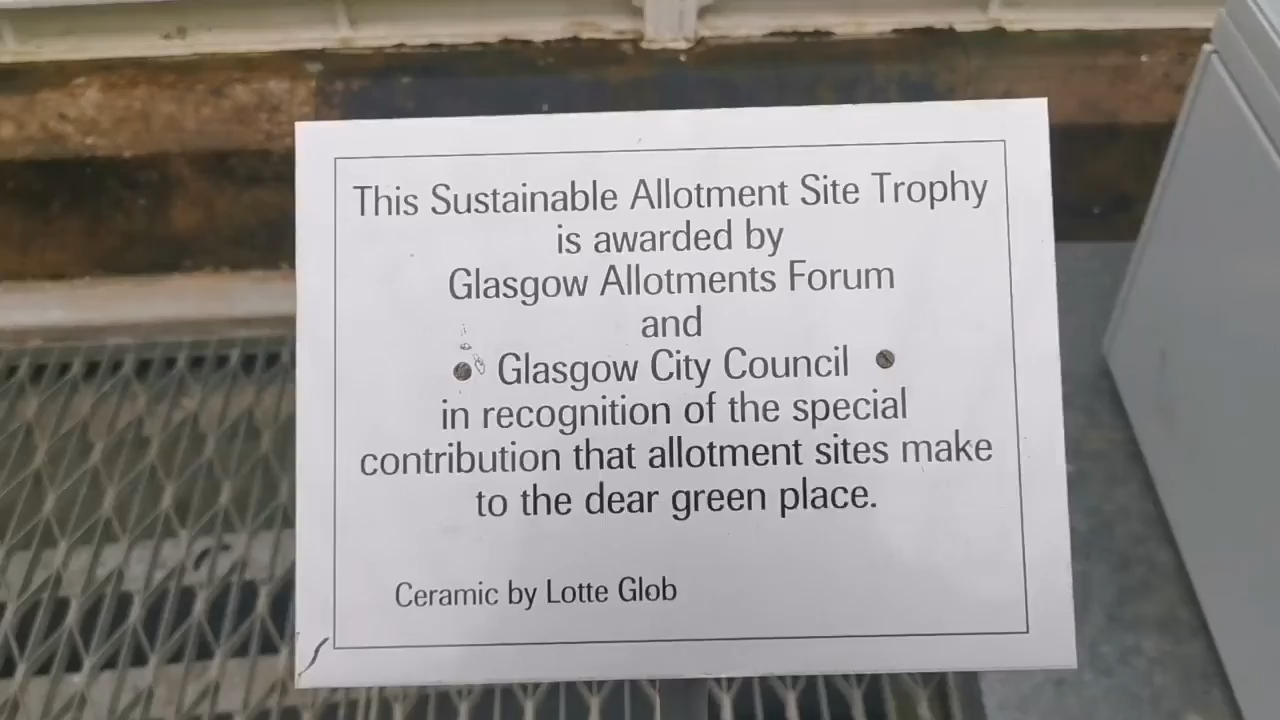 This Sustainable Allotment Site Trophy
is awarded by
Glasgow Allotments Forum
and
Glasgow City Council
in recognition of the special
contribution that allotment sites make
to the dear green place.
Ceramic by Lotte Glob